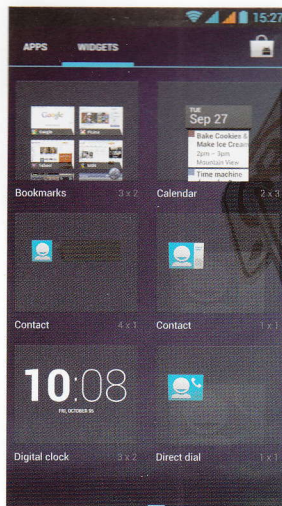 15:27
APPS WIDGETS
Google
TUE
Sep 27
Bake Cookies &
Make Ice Cream
2pm – 3pm
Mountain View
Time machine
Bookmarks 3 x 2 Calendar 2 x 3
Contact 4 x 1 Contact 1 x 1
10:08
FRI, OCTOBER 05
Digital clock 3 x 2 Direct dial 1 x 1